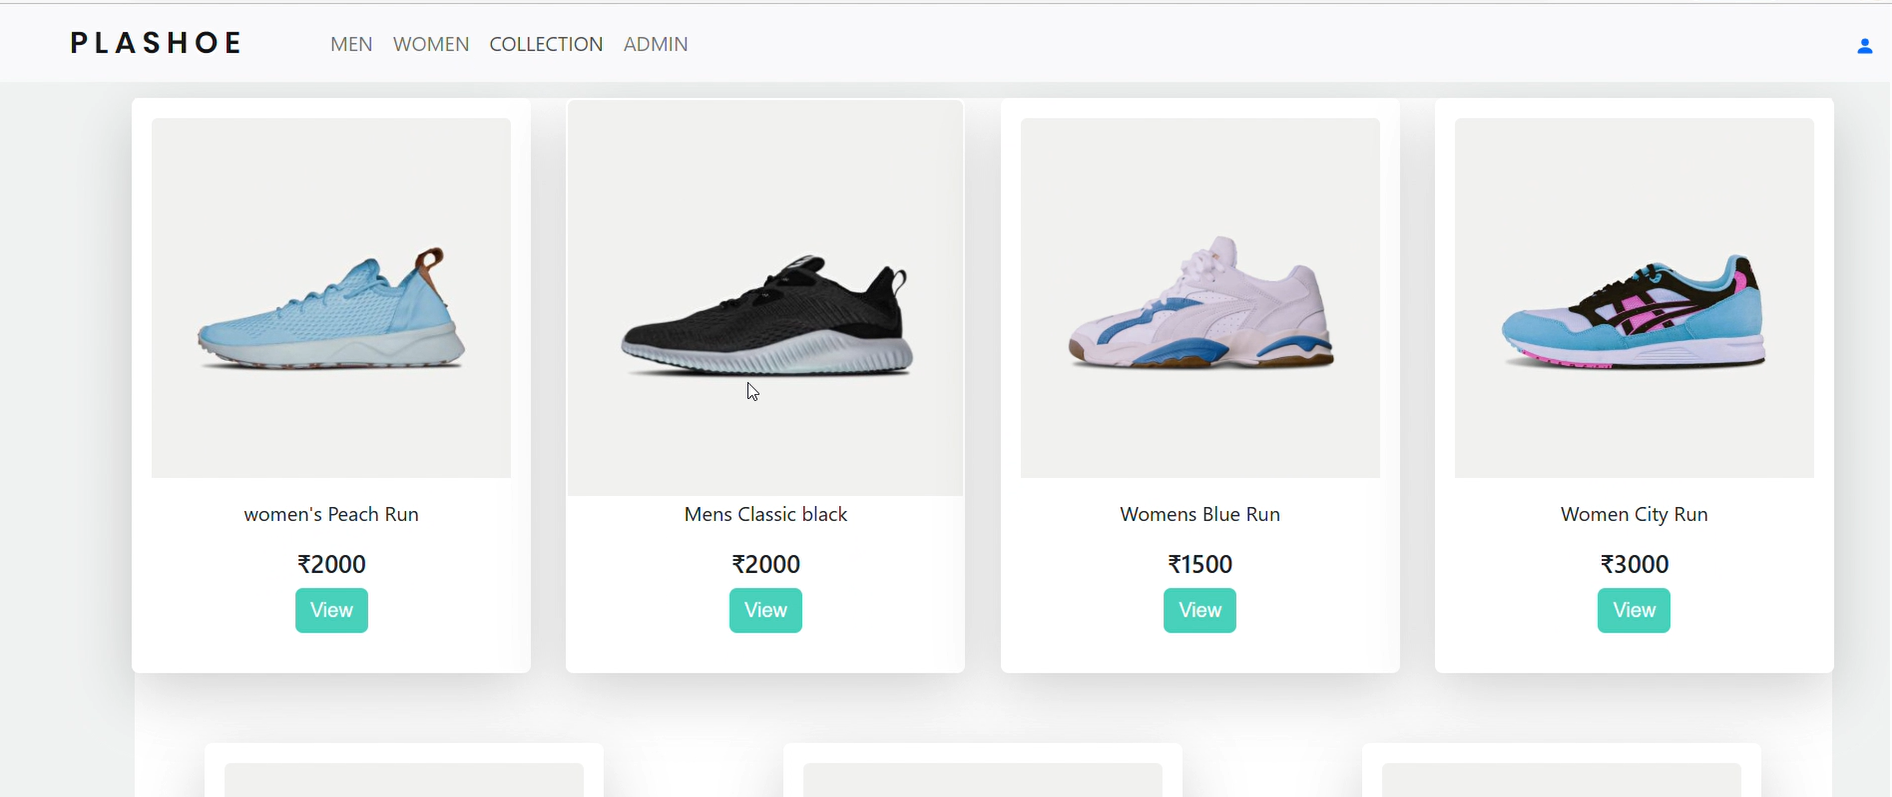 PLASHOE MEN WOMEN COLLECTION ADMIN
women's Peach Run
₹2000
View
Mens Classic black
₹2000
View
Womens Blue Run
₹1500
View
Women City Run
₹3000
View